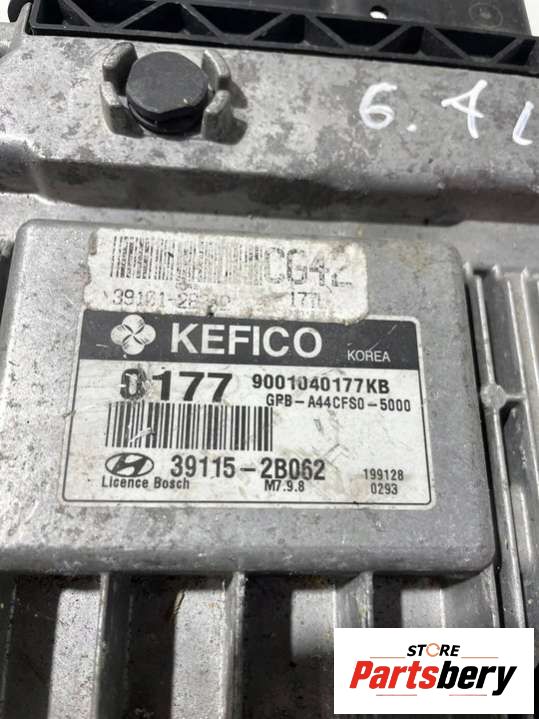 6.4L
CG42
KEFICO KOREA
0177 9001040177KB
GPB-A44CFS0-5000
39115-2B062
Licence Bosch M7.9.8
199128
0293
STORE
Partsbery